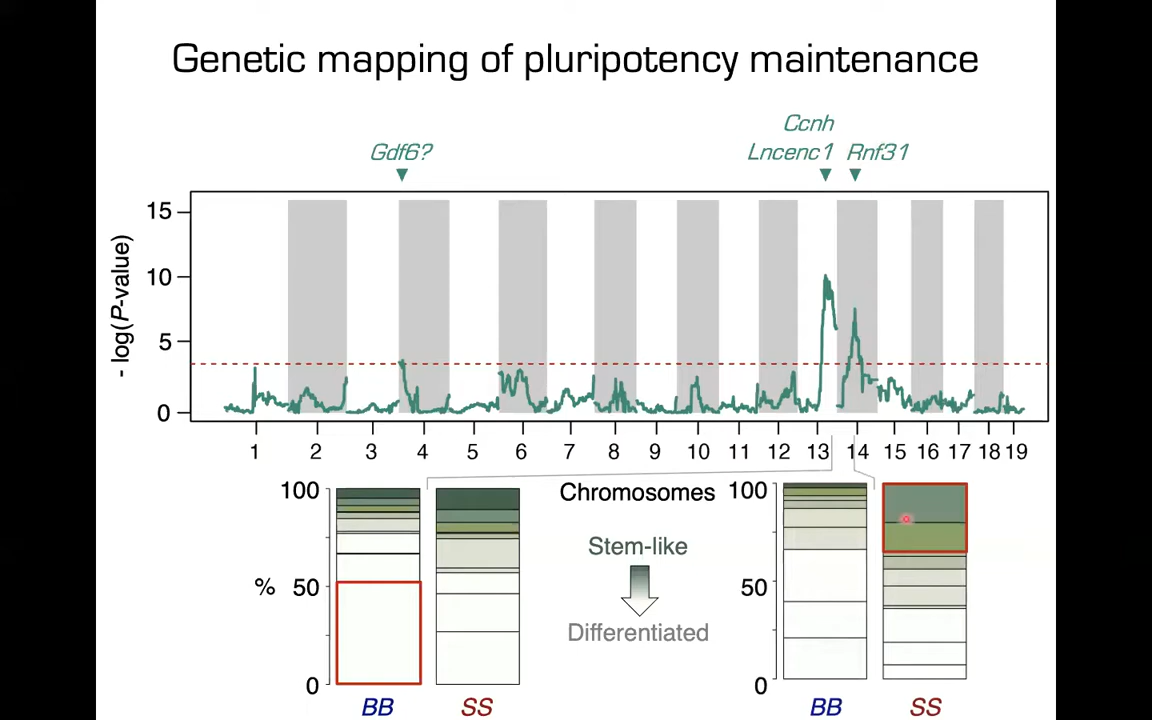 Genetic mapping of pluripotency maintenance
Ccnh
Gdf6?
Lncenc1
Rnf31
- log(P-value)
15
10
5
0
1 2 3 4 5 6 7 8 9 10 11 12 13 14 15 16 17 18 19
Chromosomes
100
50
0
%
BB SS
Stem-like
Differentiated
100
50
0
BB SS